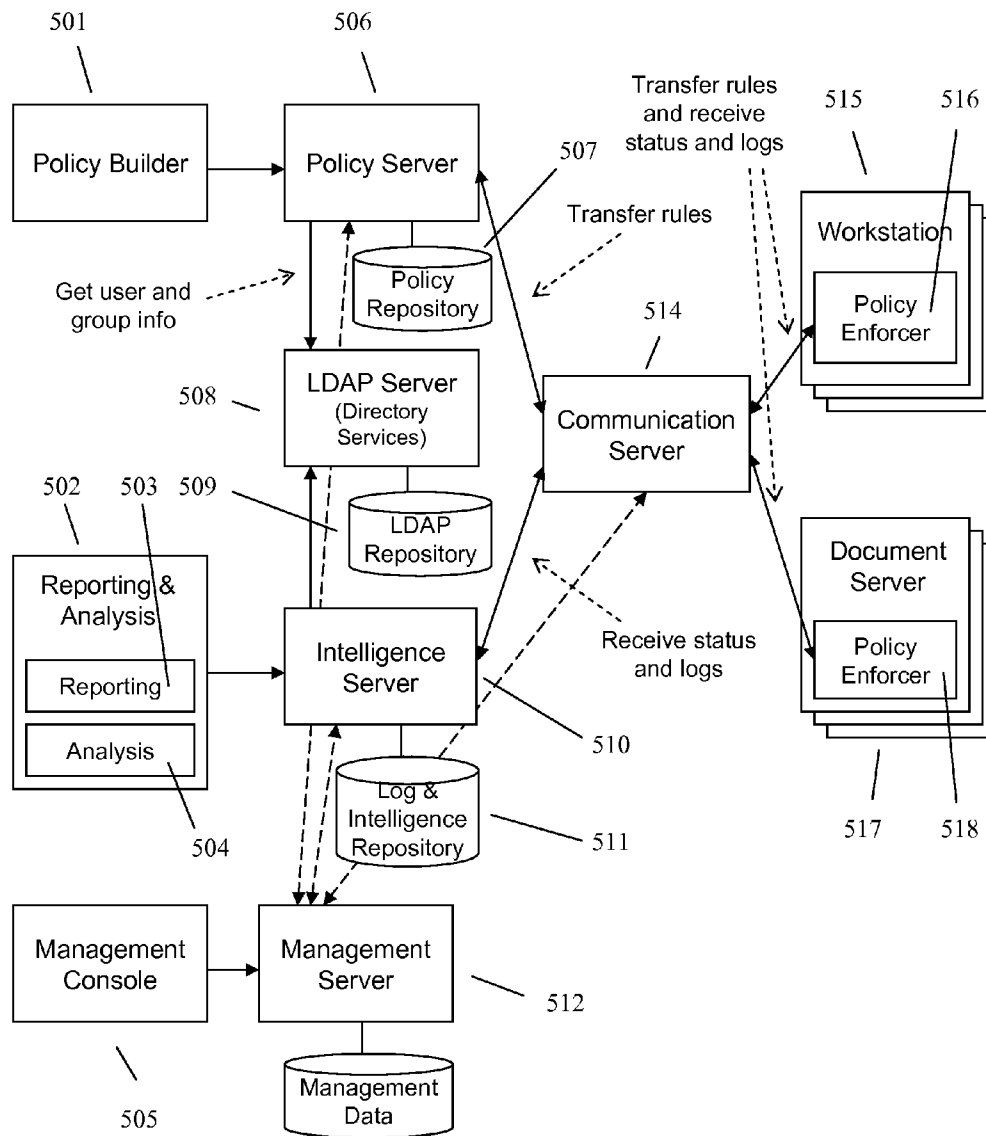 501
506
Policy Builder
Policy Server
507
Transfer rules
and receive
status and logs
515
516
Transfer rules
Workstation
Policy
Enforcer
Policy
Repository
Get user and
group info
514
508
LDAP Server
(Directory
Services)
Communication
Server
502
503
509
LDAP
Repository
Document
Server
Policy
Enforcer
Reporting &
Analysis
Reporting
Analysis
Intelligence
Server
Receive status
and logs
510
504
Log &
Intelligence
Repository
511
517
518
Management
Console
Management
Server
512
505
Management
Data